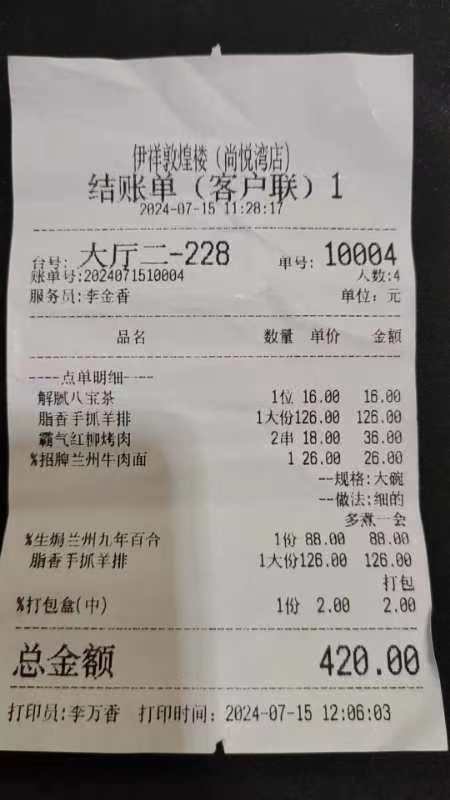 伊祥敦煌楼（尚悦湾店）
结账单（客户联）1
2024-07-15 11:28:17
台号: 大厅二-228 单号: 10004
账单号:2024071510004 人数:4
服务员:李金香 单位: 元
品名 数量 单价 金额
----点单明细----
解腻八宝茶 1位 16.00 16.00
脂香手抓羊排 1大份 126.00 126.00
霸气红柳烤肉 2串 18.00 36.00
%招牌兰州牛肉面 1 26.00 26.00
--规格:大碗
--做法:细的
多煮一会
%生焗兰州九年百合 1份 88.00 88.00
脂香手抓羊排 1大份 126.00 126.00
打包
%打包盒(中) 1份 2.00 2.00
总金额 420.00
打印员:李万香 打印时间: 2024-07-15 12:06:03